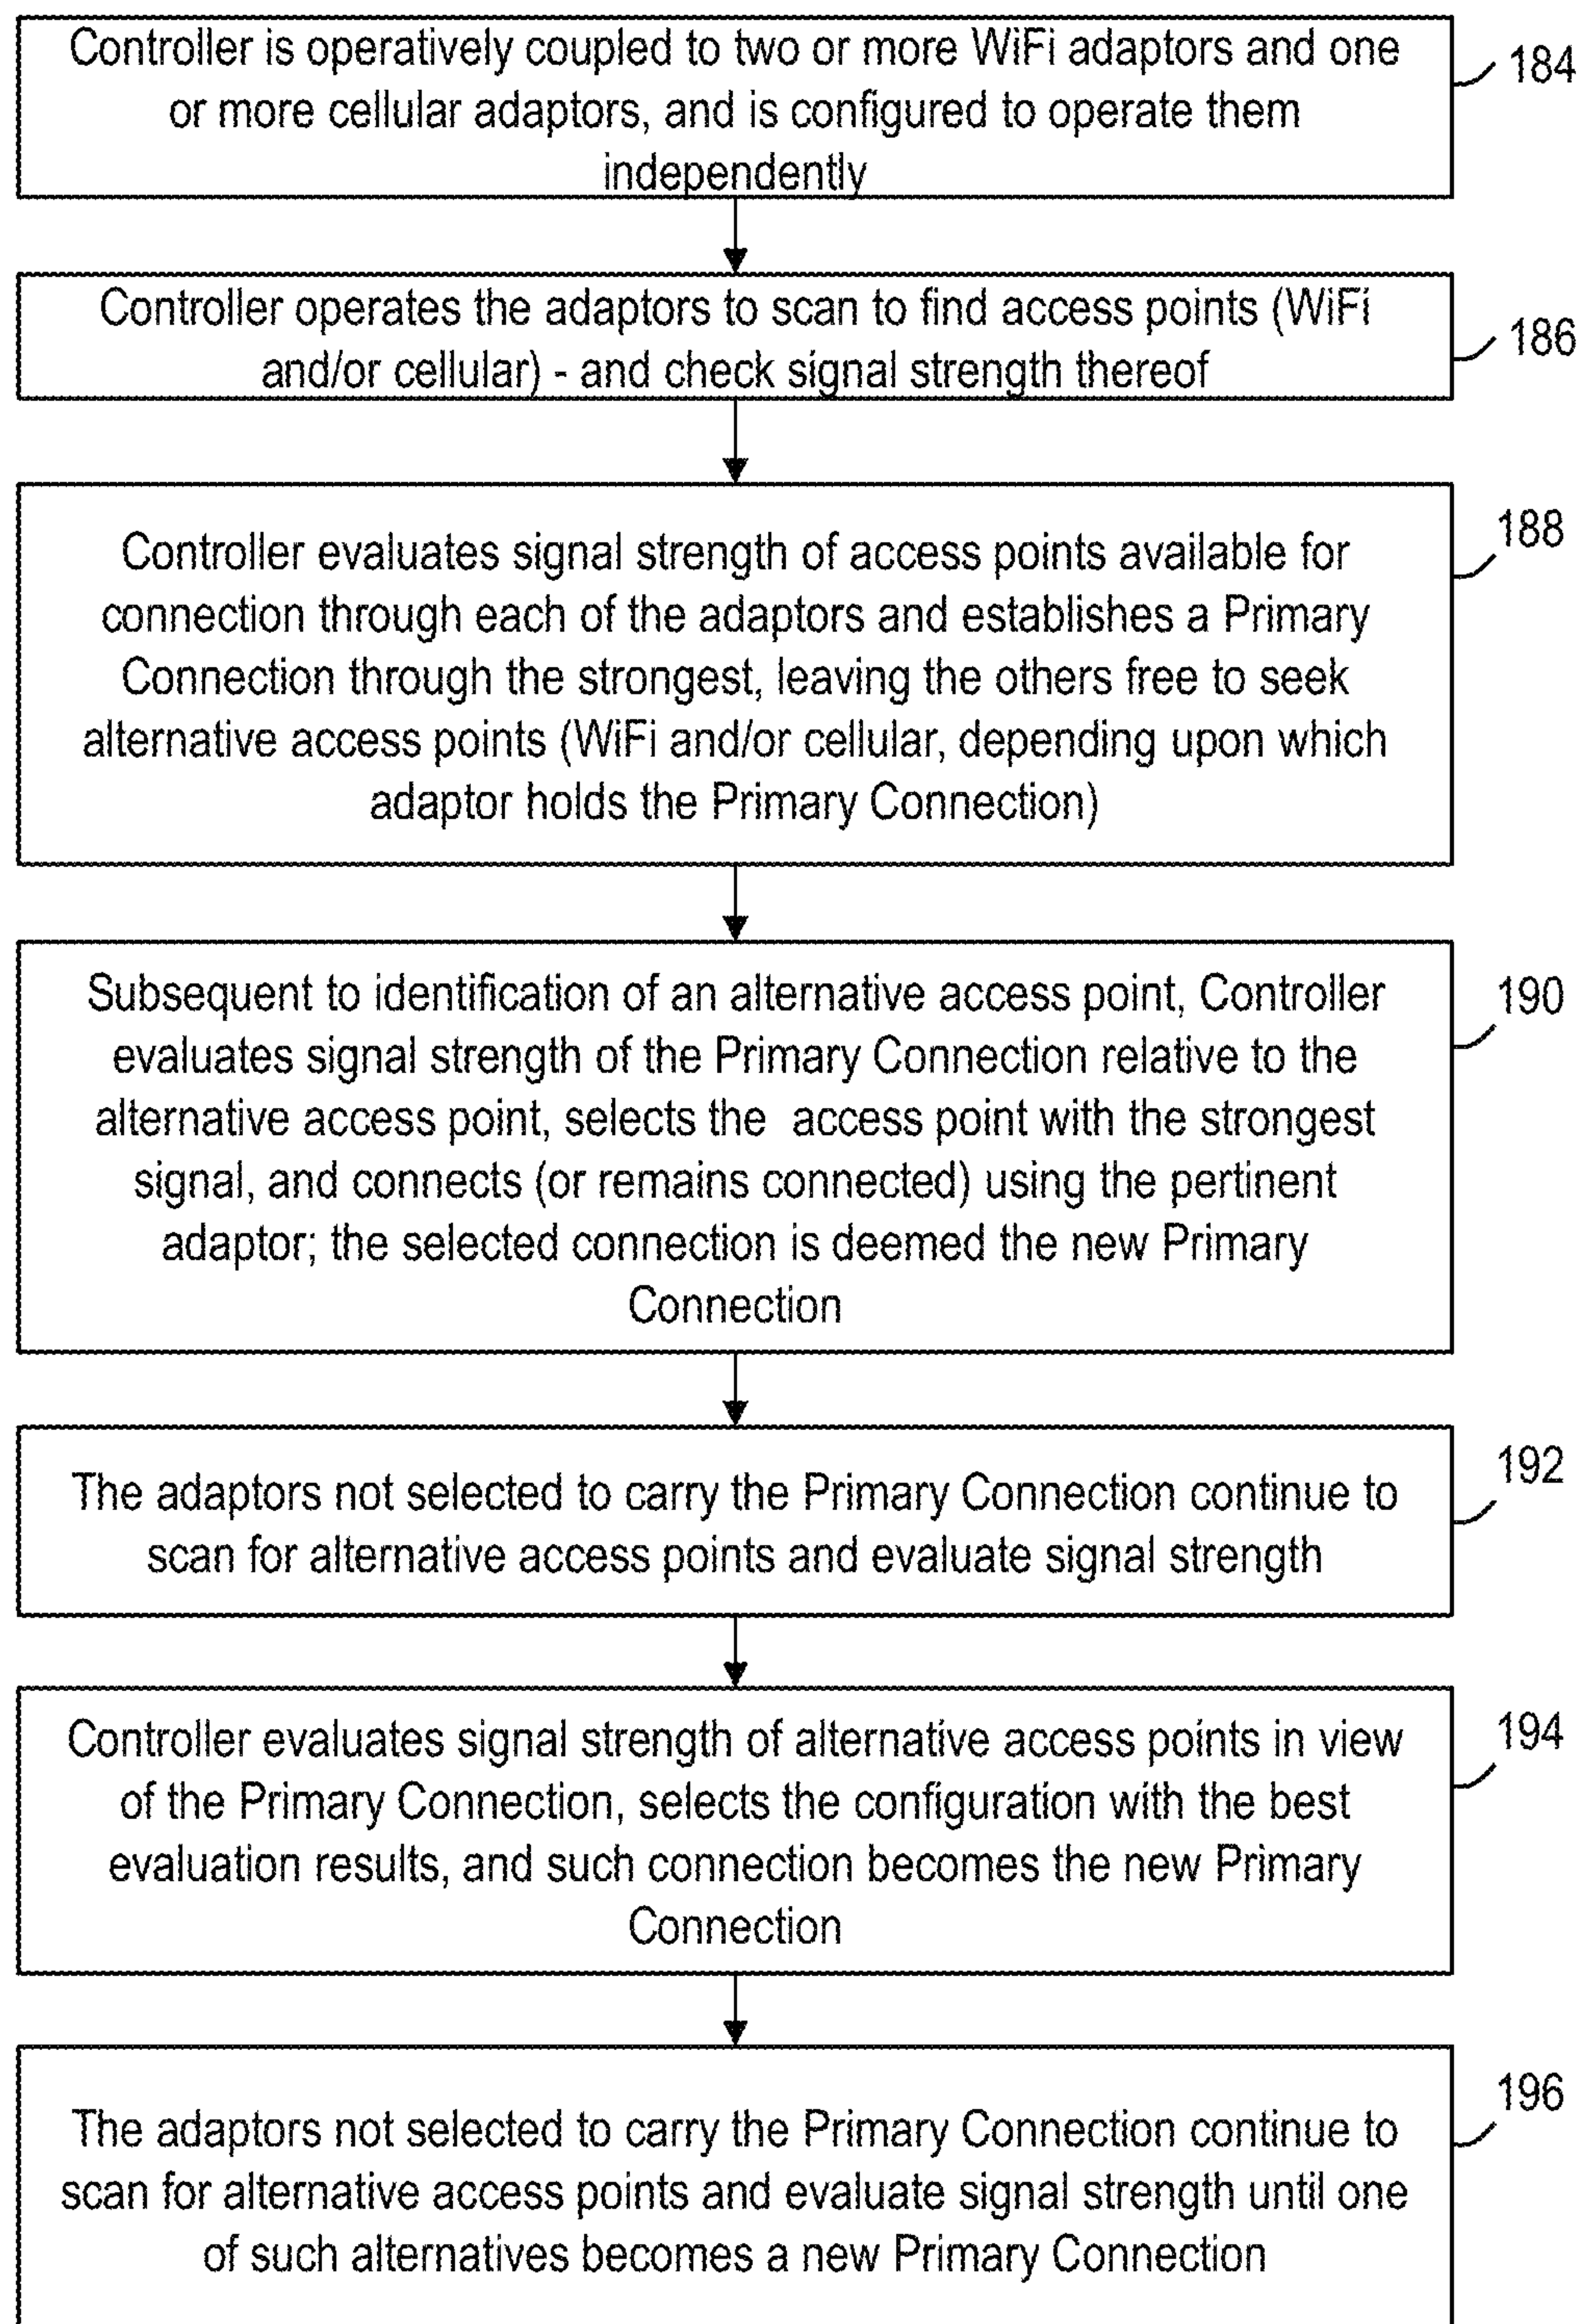 Controller is operatively coupled to two or more WiFi adaptors and one
or more cellular adaptors, and is configured to operate them
independently
184
Controller operates the adaptors to scan to find access points (WiFi
and/or cellular) - and check signal strength thereof
186
Controller evaluates signal strength of access points available for
connection through each of the adaptors and establishes a Primary
Connection through the strongest, leaving the others free to seek
alternative access points (WiFi and/or cellular, depending upon which
adaptor holds the Primary Connection)
188
Subsequent to identification of an alternative access point, Controller
evaluates signal strength of the Primary Connection relative to the
alternative access point, selects the  access point with the strongest
signal, and connects (or remains connected) using the pertinent
adaptor; the selected connection is deemed the new Primary
Connection
190
The adaptors not selected to carry the Primary Connection continue to
scan for alternative access points and evaluate signal strength
192
Controller evaluates signal strength of alternative access points in view
of the Primary Connection, selects the configuration with the best
evaluation results, and such connection becomes the new Primary
Connection
194
The adaptors not selected to carry the Primary Connection continue to
scan for alternative access points and evaluate signal strength until one
of such alternatives becomes a new Primary Connection
196